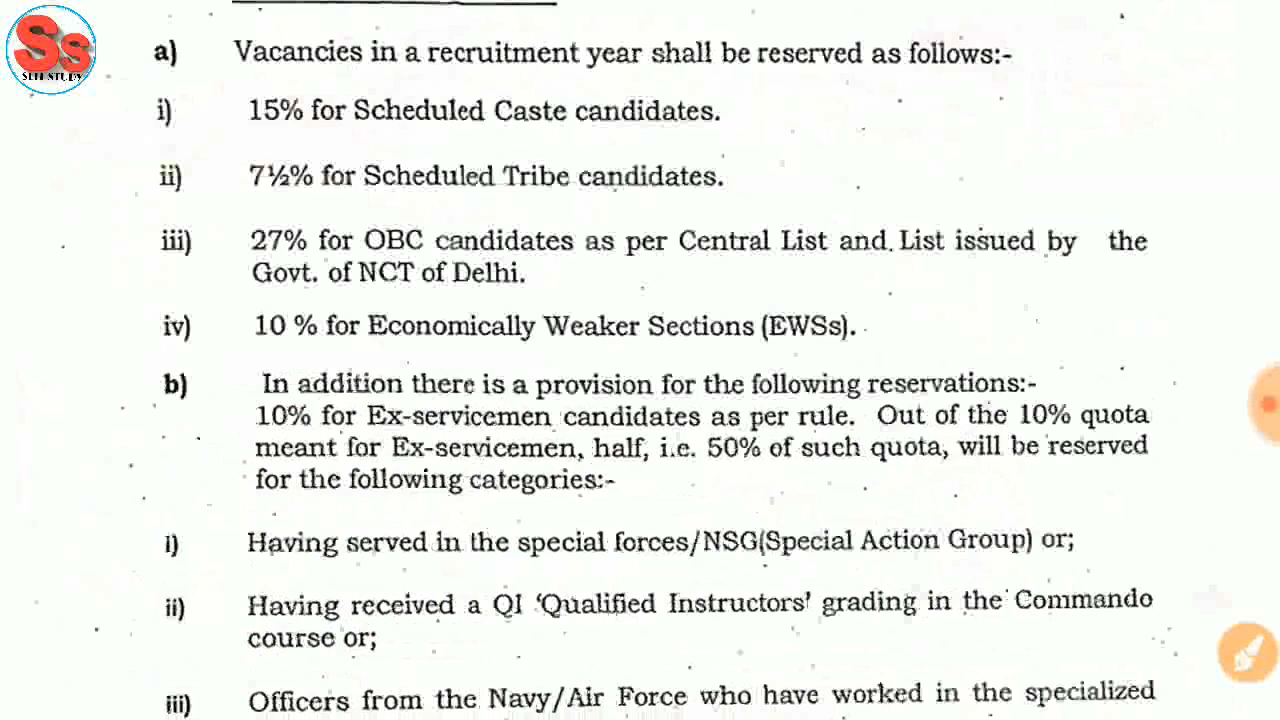 Ss
SELF STUDY
a) Vacancies in a recruitment year shall be reserved as follows:-
i) 15% for Scheduled Caste candidates.
ii) 7½% for Scheduled Tribe candidates.
iii) 27% for OBC candidates as per Central List and List issued by the
Govt. of NCT of Delhi.
iv) 10 % for Economically Weaker Sections (EWSs).
b) In addition there is a provision for the following reservations:-
10% for Ex-servicemen candidates as per rule. Out of the 10% quota
meant for Ex-servicemen, half, i.e. 50% of such quota, will be reserved
for the following categories:-
i) Having served in the special forces/NSG(Special Action Group) or;
ii) Having received a QI 'Qualified Instructors' grading in the Commando
course or;
iii) Officers from the Navy/Air Force who have worked in the specialized